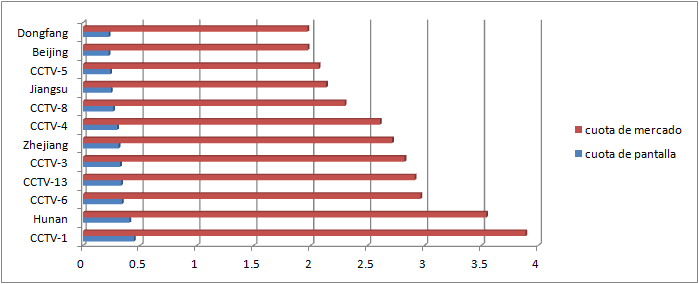 Dongfang
Beijing
CCTV-5
Jiangsu
CCTV-8
CCTV-4
Zhejiang
CCTV-3
CCTV-13
CCTV-6
Hunan
CCTV-1
0 0.5 1 1.5 2 2.5 3 3.5 4
cuota de mercado
cuota de pantalla